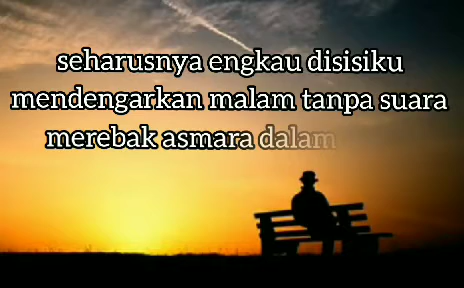 seharusnya engkau disisiku
mendengarkan malam tanpa suara
merebak asmara dalam